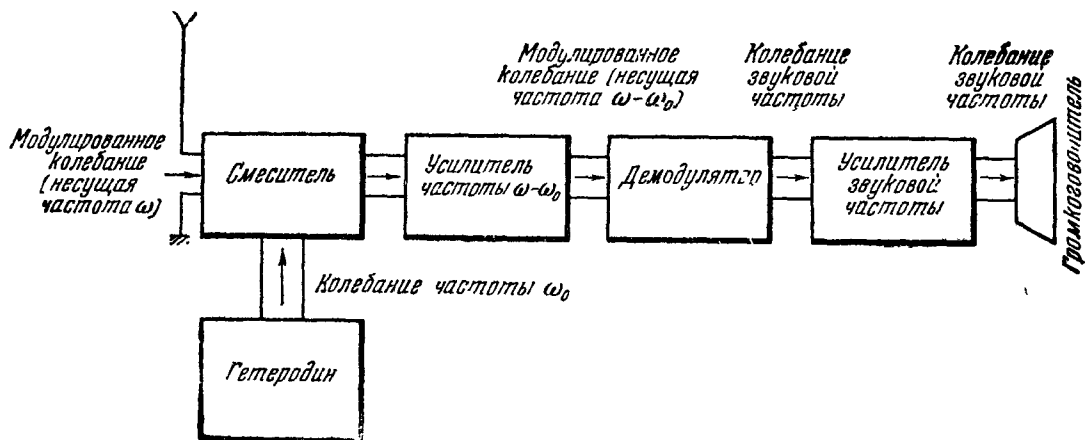 Модулированное
колебание (несущая
частота ω-ω₀)
Колебание
звуковой
частоты
Колебание
звуковой
частоты
Модулированное
колебание
(несущая
частота ω)
Смеситель
Усилитель
частоты ω-ω₀
Демодулятор
Усилитель
звуковой
частоты
Громкоговолитель
Колебание частоты ω₀
Гетеродин